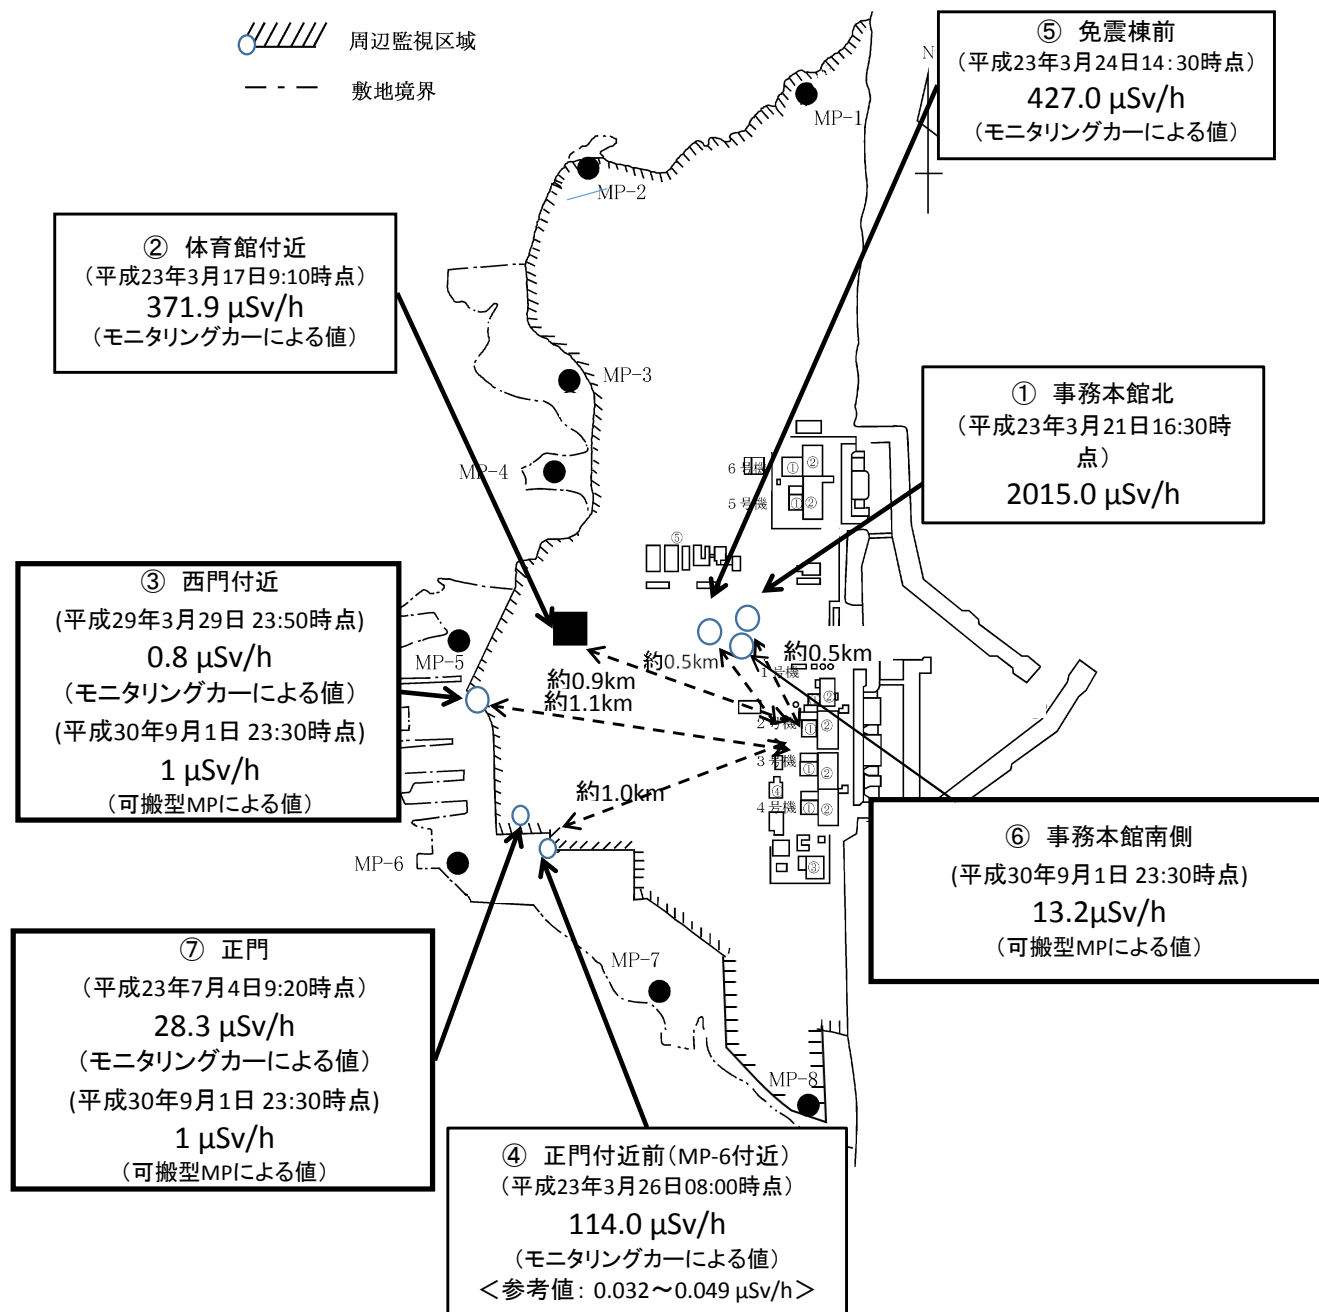 周辺監視区域
敷地境界
⑤ 免震棟前
（平成23年3月24日14:30時点）
427.0 μSv/h
（モニタリングカーによる値）
N
MP-1
MP-2
② 体育館付近
（平成23年3月17日9:10時点）
371.9 μSv/h
（モニタリングカーによる値）
MP-3
① 事務本館北
（平成23年3月21日16:30時
点）
2015.0 μSv/h
MP-4
6号機
① ②
5号機
① ②
⑤
③ 西門付近
(平成29年3月29日 23:50時点)
0.8 μSv/h
（モニタリングカーによる値）
(平成30年9月1日 23:30時点)
1 μSv/h
（可搬型MPによる値）
MP-5
約0.5km
約0.5km
約0.9km
約1.1km
1号機
②
2号機
① ②
3号機
① ②
④
4号機
① ②
③
約1.0km
MP-6
⑥ 事務本館南側
(平成30年9月1日 23:30時点)
13.2μSv/h
（可搬型MPによる値）
⑦ 正門
（平成23年7月4日9:20時点）
28.3 μSv/h
（モニタリングカーによる値）
(平成30年9月1日 23:30時点)
1 μSv/h
（可搬型MPによる値）
MP-7
MP-8
④ 正門付近前（MP-6付近）
（平成23年3月26日08:00時点）
114.0 μSv/h
（モニタリングカーによる値）
＜参考値: 0.032～0.049 μSv/h＞